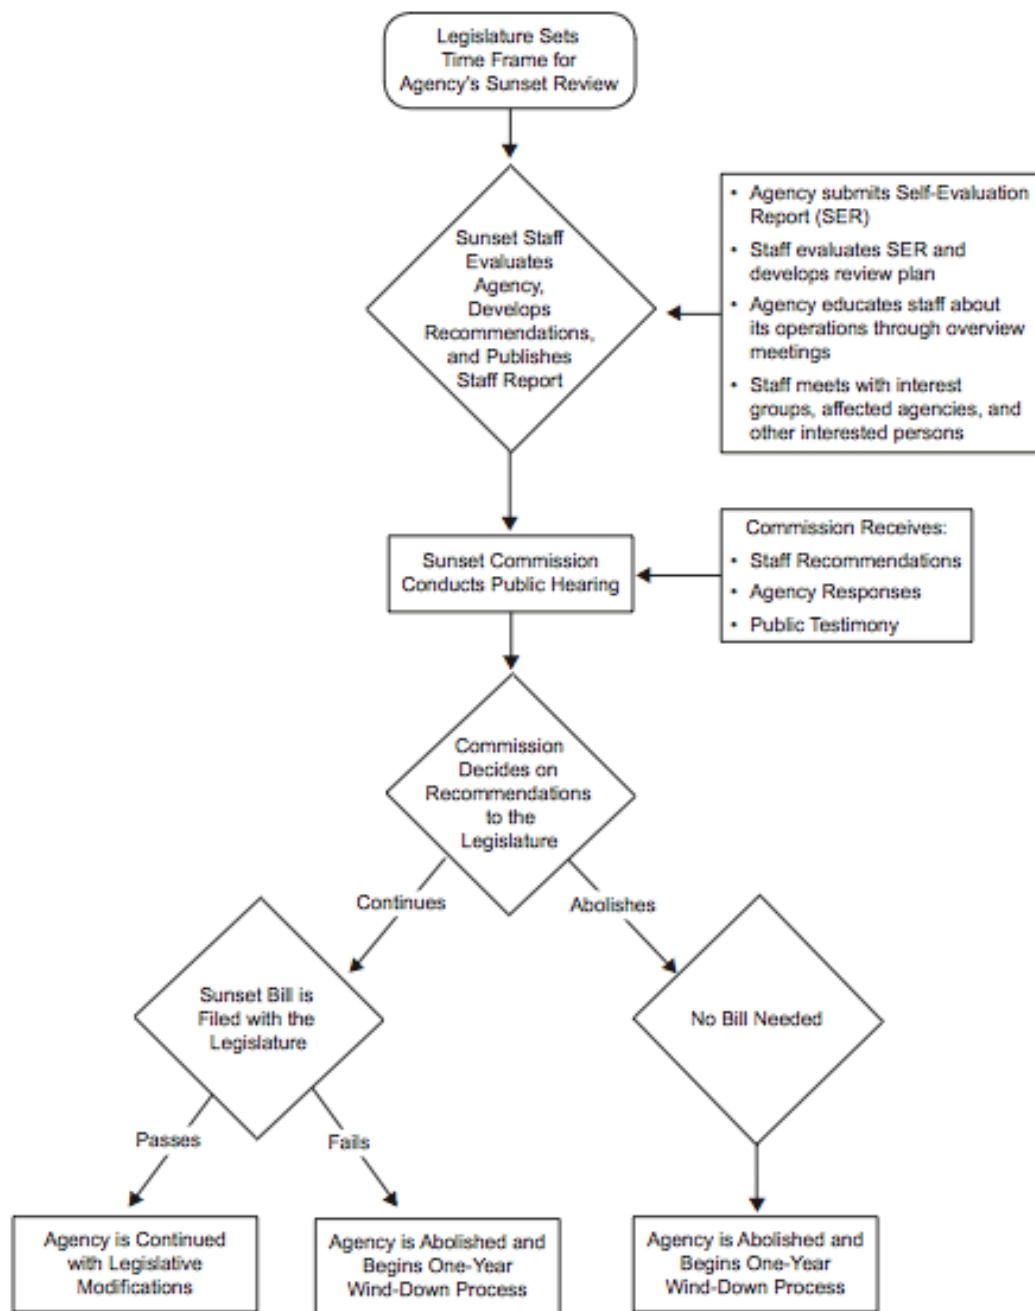 Legislature Sets
Time Frame for
Agency's Sunset Review
Sunset Staff
Evaluates
Agency,
Develops
Recommendations,
and Publishes
Staff Report
• Agency submits Self-Evaluation
Report (SER)
• Staff evaluates SER and
develops review plan
• Agency educates staff about
its operations through overview
meetings
• Staff meets with interest
groups, affected agencies, and
other interested persons
Sunset Commission
Conducts Public Hearing
Commission Receives:
• Staff Recommendations
• Agency Responses
• Public Testimony
Commission
Decides on
Recommendations
to the
Legislature
Continues
Abolishes
Sunset Bill is
Filed with the
Legislature
No Bill Needed
Passes
Fails
Agency is Continued
with Legislative
Modifications
Agency is Abolished and
Begins One-Year
Wind-Down Process
Agency is Abolished and
Begins One-Year
Wind-Down Process